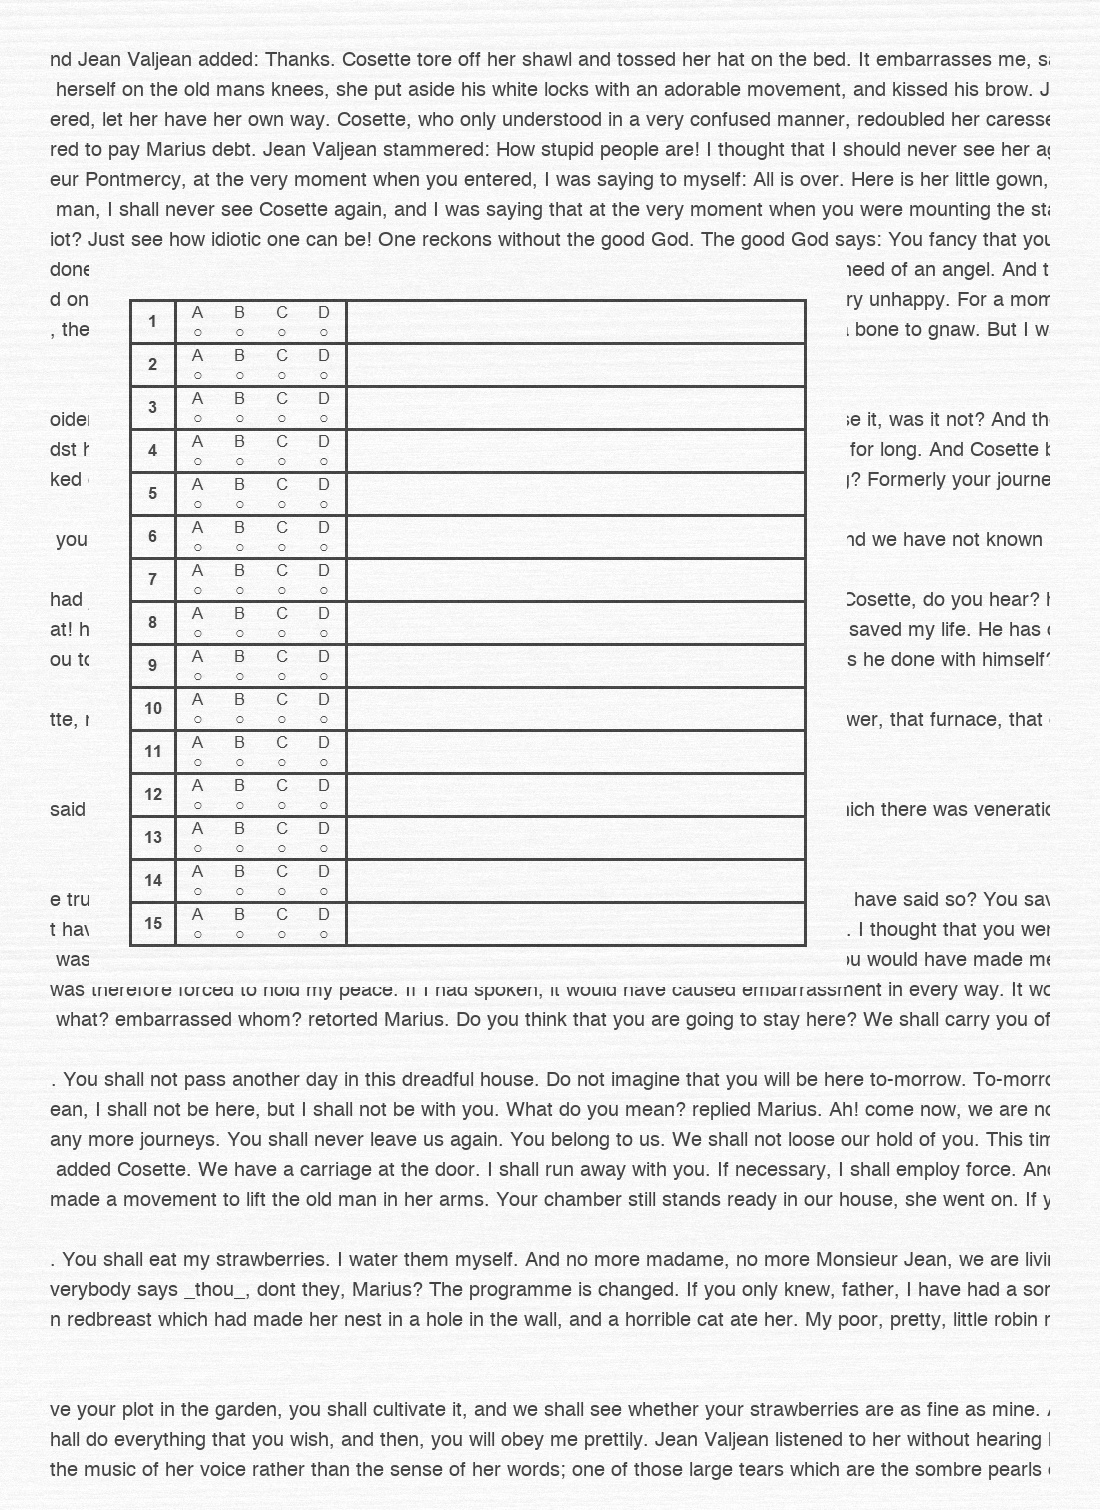 nd Jean Valjean added: Thanks. Cosette tore off her shawl and tossed her hat on the bed. It embarrasses me,
herself on the old mans knees, she put aside his white locks with an adorable movement, and kissed his brow. J
ered, let her have her own way. Cosette, who only understood in a very confused manner, redoubled her caresse
red to pay Marius debt. Jean Valjean stammered: How stupid people are! I thought that I should never see her
eur Pontmercy, at the very moment when you entered, I was saying to myself: All is over. Here is her little gown,
man, I shall never see Cosette again, and I was saying that at the very moment when you were mounting the
iot? Just see how idiotic one can be! One reckons without the good God. The good God says: You fancy that you
done need of an angel. And t
d on ry unhappy. For a mom
, the bone to gnaw. But I w
1 A B C D
2 A B C D
3 A B C D
oider se it, was it not? And the
4 A B C D
dst for long. And Cosette
ked ? Formerly your journe
5 A B C D
6 A B C D
you nd we have not known
7 A B C D
had Cosette, do you hear?
8 A B C D
at! saved my life. He has
9 A B C D
ou to s he done with himself?
10 A B C D
tte, wer, that furnace, that
11 A B C D
12 A B C D
said ich there was veneratio
13 A B C D
14 A B C D
e tru have said so? You sav
15 A B C D
t hav . I thought that you wer
was ou would have made me
was therefore forced to hold my peace. If I had spoken, it would have caused embarrassment in every way. It wo
what? embarrassed whom? retorted Marius. Do you think that you are going to stay here? We shall carry you of
. You shall not pass another day in this dreadful house. Do not imagine that you will be here to-morrow. To-morro
ean, I shall not be here, but I shall not be with you. What do you mean? replied Marius. Ah! come now, we are no
any more journeys. You shall never leave us again. You belong to us. We shall not loose our hold of you. This tim
added Cosette. We have a carriage at the door. I shall run away with you. If necessary, I shall employ force. And
made a movement to lift the old man in her arms. Your chamber still stands ready in our house, she went on. If y
. You shall eat my strawberries. I water them myself. And no more madame, no more Monsieur Jean, we are livin
verybody says _thou_, dont they, Marius? The programme is changed. If you only knew, father, I have had a sor
n redbreast which had made her nest in a hole in the wall, and a horrible cat ate her. My poor, pretty, little robin
ve your plot in the garden, you shall cultivate it, and we shall see whether your strawberries are as fine as mine.
hall do everything that you wish, and then, you will obey me prettily. Jean Valjean listened to her without hearing
the music of her voice rather than the sense of her words; one of those large tears which are the sombre pearls